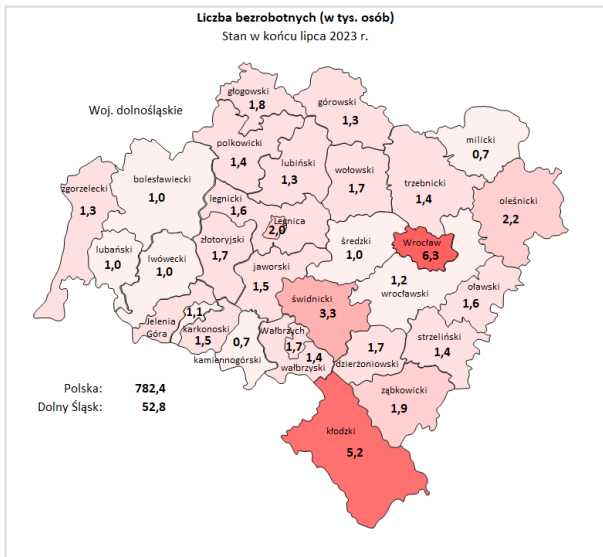 Liczba bezrobotnych (w tys. osób)
Stan w końcu lipca 2023 r.
Woj. dolnośląskie
głogowski
1,8
górowski
1,3
milicki
0,7
polkowicki
1,4
lubiński
1,3
wołowski
1,7
trzebnicki
1,4
oleśnicki
2,2
zgorzelecki
1,3
bolesławiecki
1,0
legnicki
1,6
Legnica
2,0
lubański
1,0
lwówecki
1,0
złotoryjski
1,7
średzki
1,0
Wrocław
6,3
jaworski
1,5
1,2
wrocławski
oławski
1,6
świdnicki
3,3
Jelenia
Góra
1,1
karkonoski
1,5
0,7
kamiennogórski
Wałbrzych
1,7
1,4
wałbrzyski
1,7
dzierżoniowski
strzeliński
1,4
ząbkowicki
1,9
kłodzki
5,2
Polska: 782,4
Dolny Śląsk: 52,8